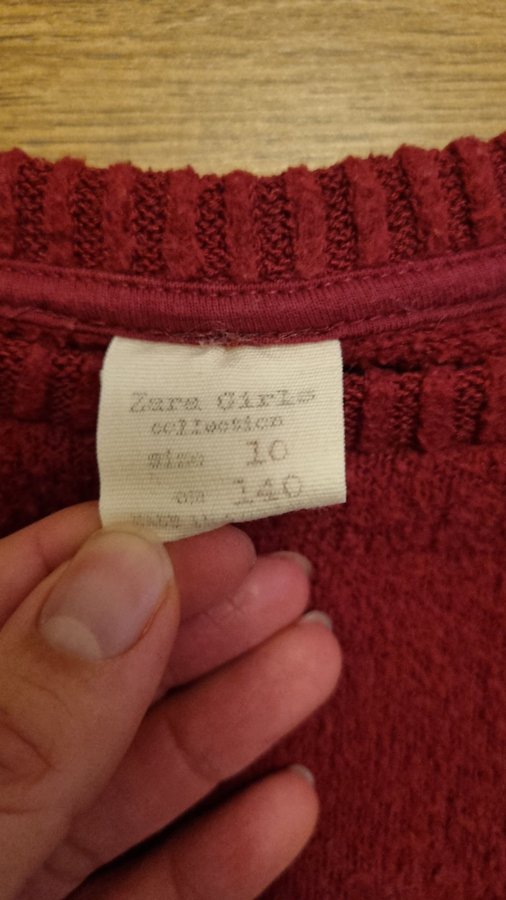 Zara Girls
collection
size 10
cm 140